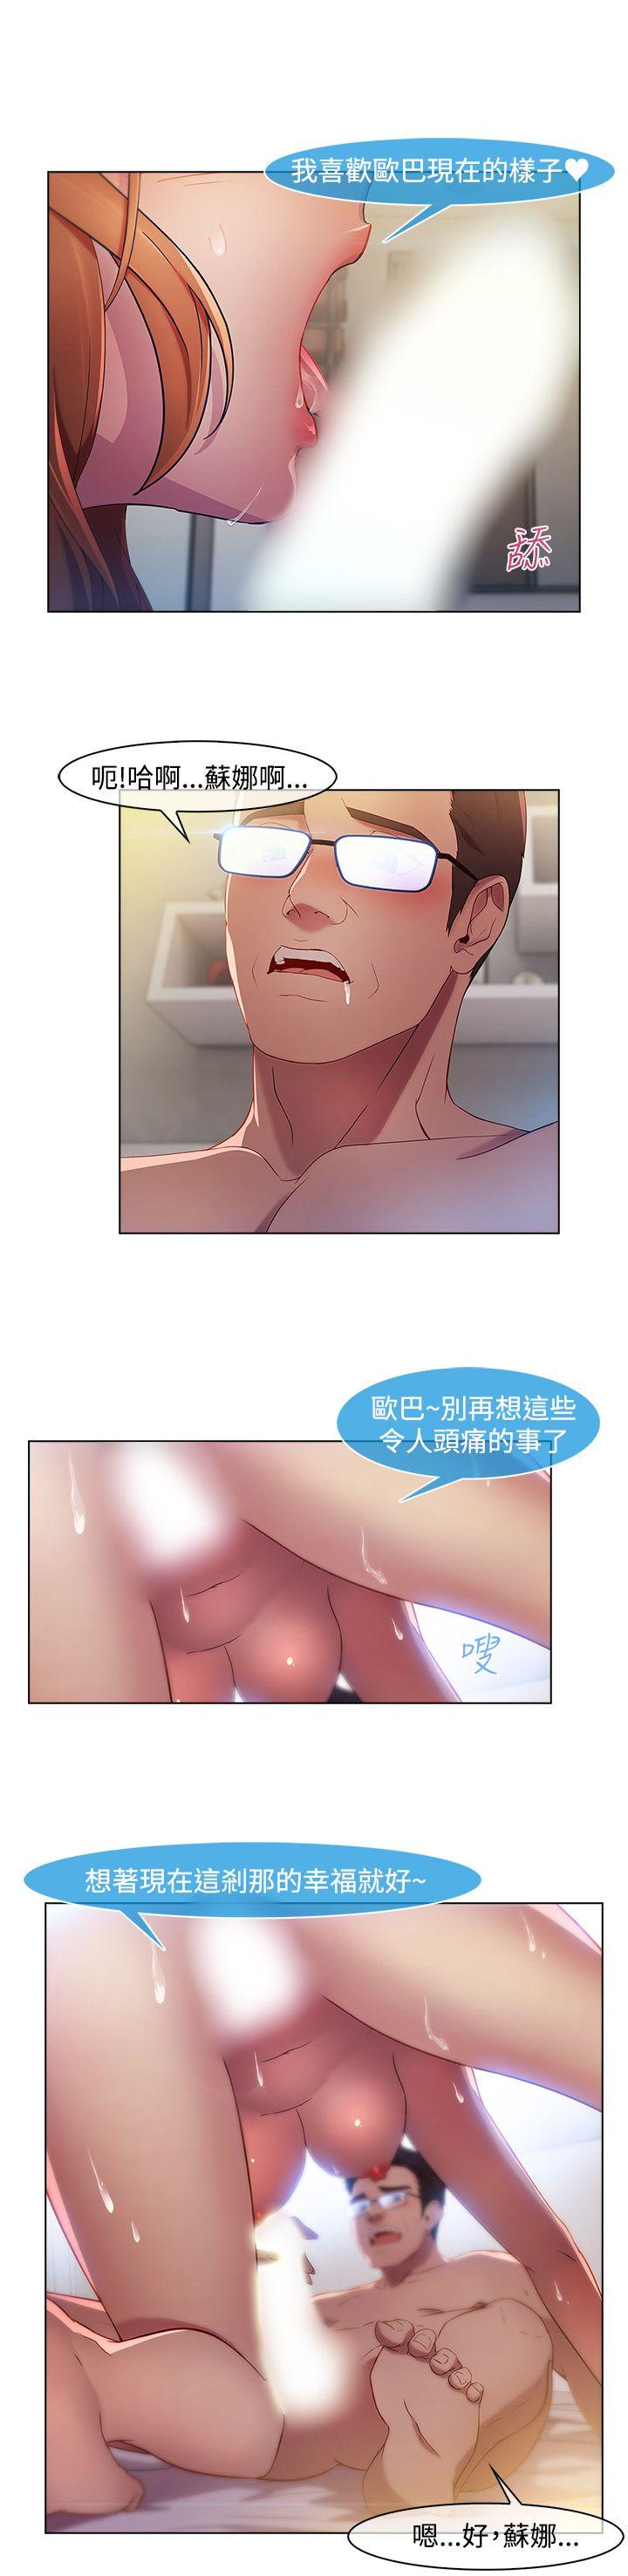 我喜歡歐巴現在的樣子♥
舔
呃!哈啊...蘇娜啊...
歐巴~別再想這些
令人頭痛的事了
嗖
想著現在這剎那的幸福就好~
嗯...好,蘇娜...